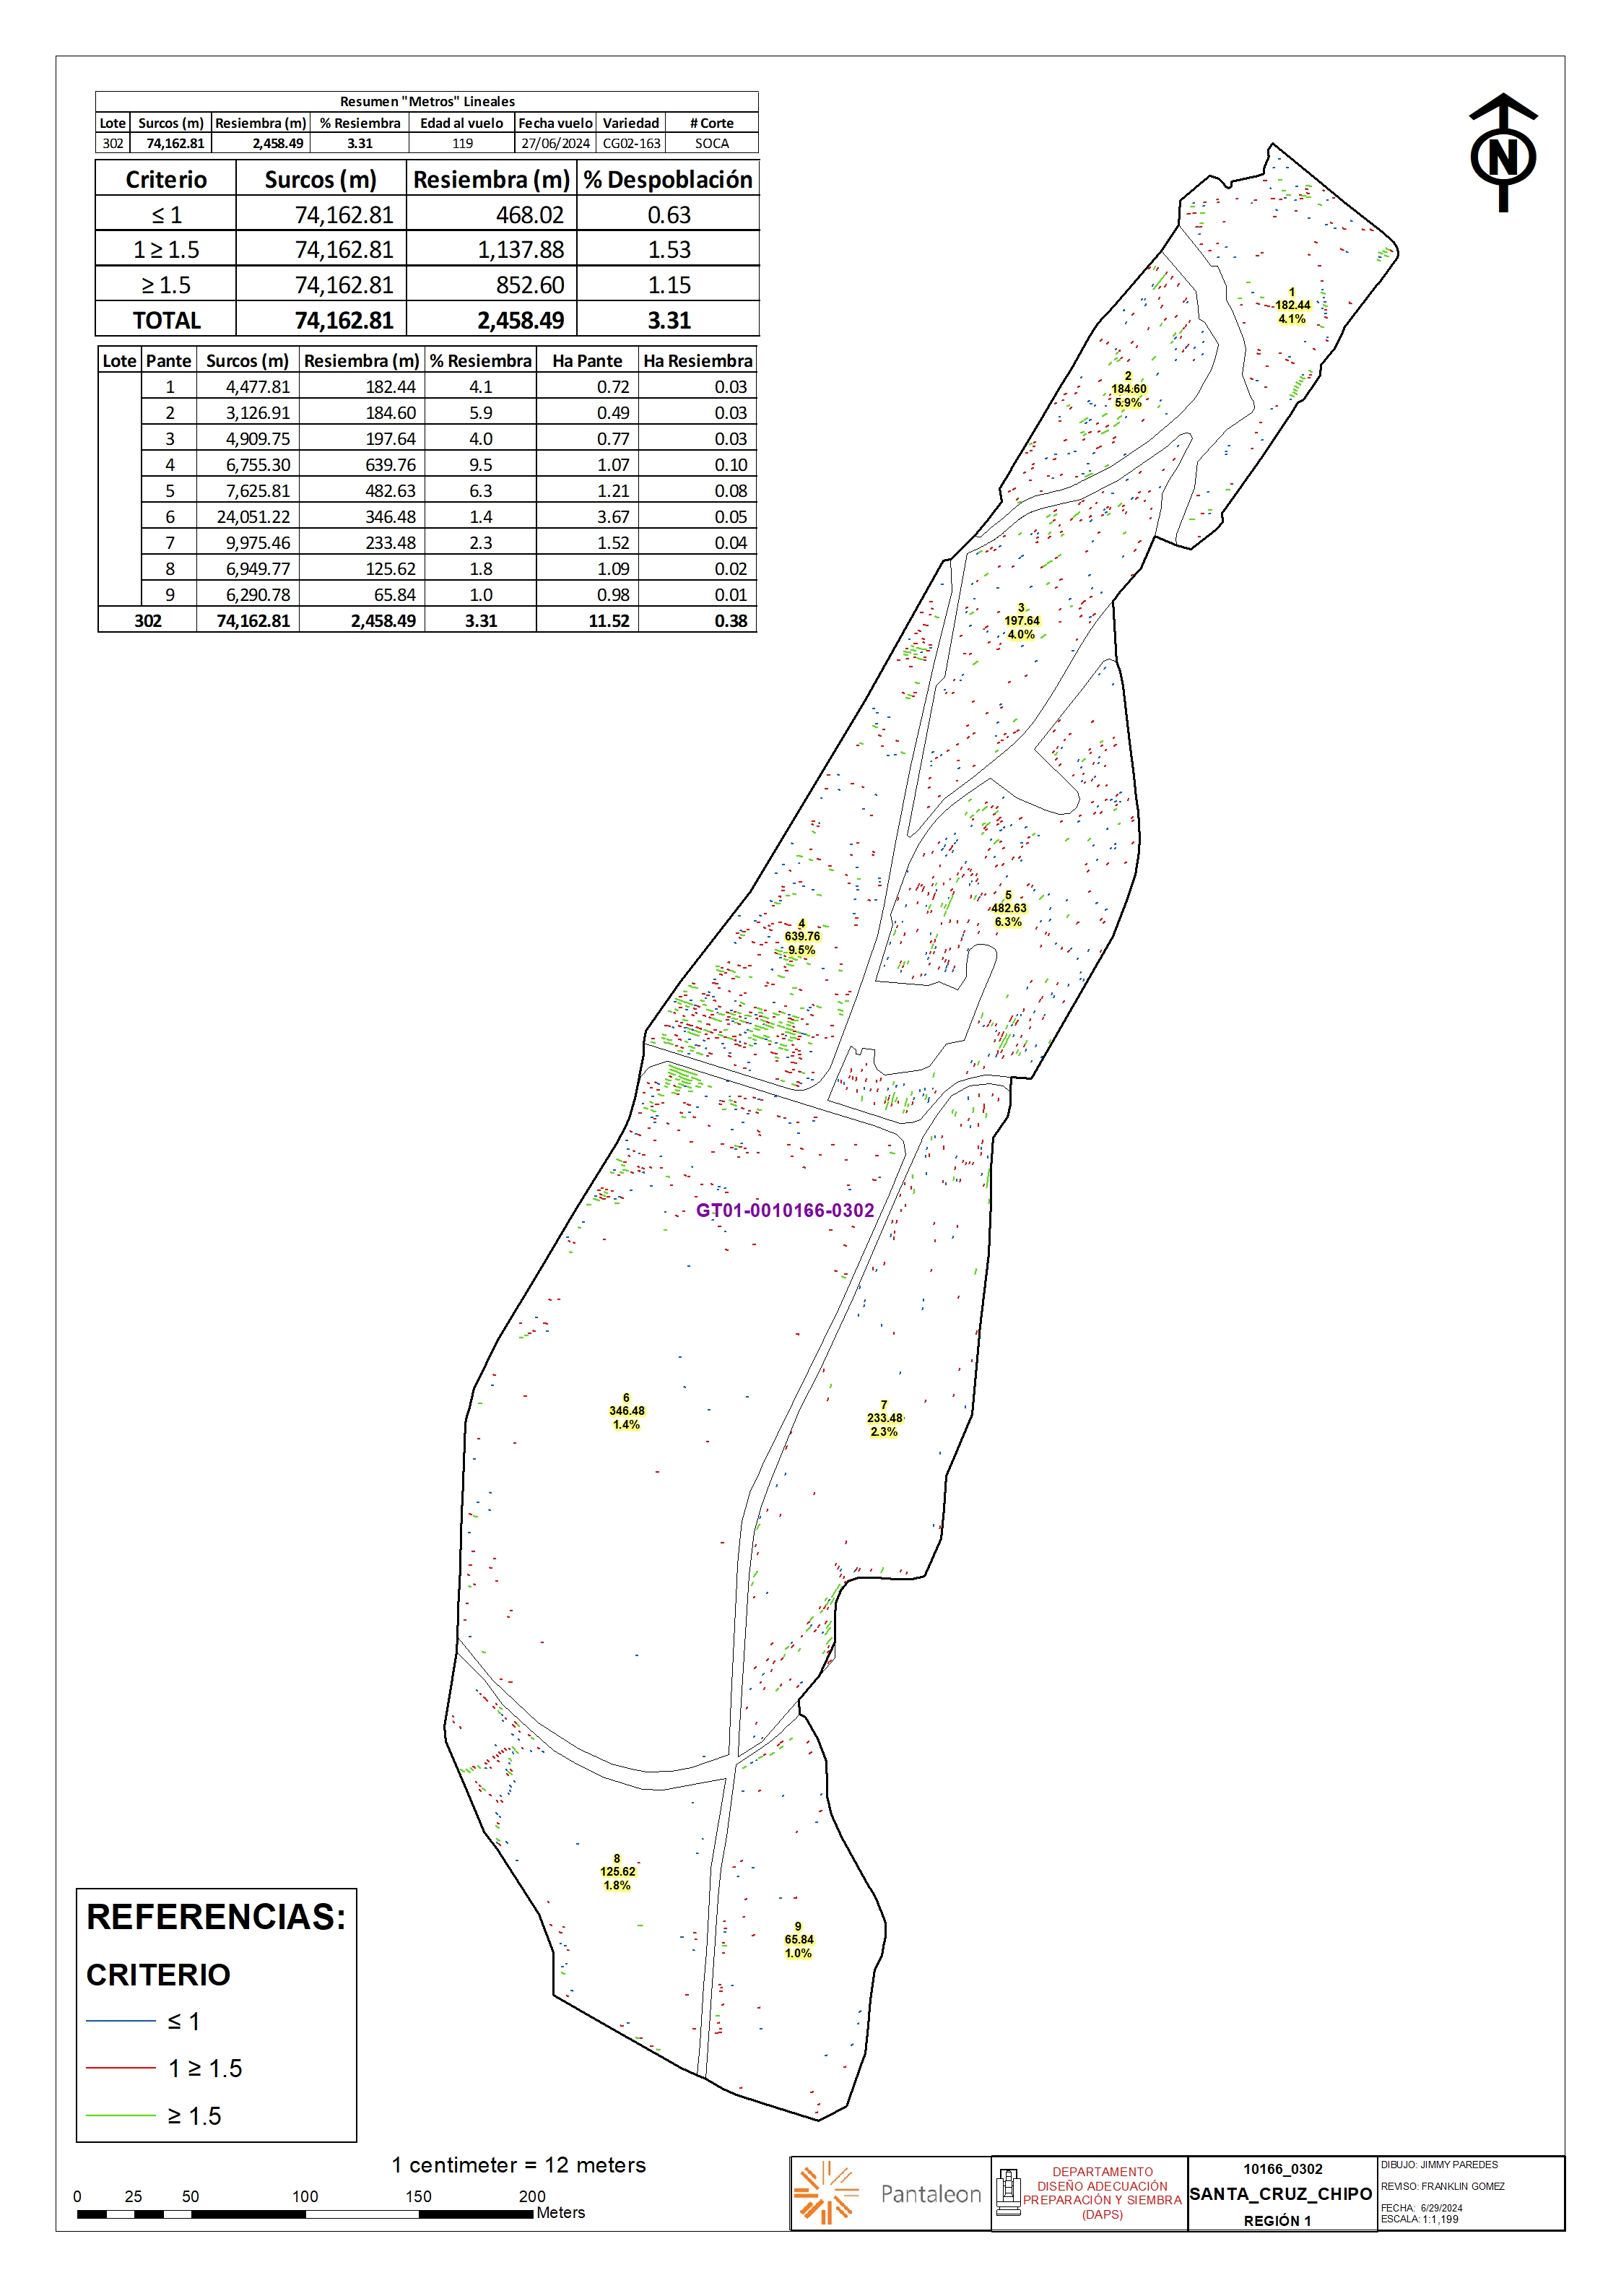 Resumen "Metros" Lineales
Lote Surcos (m) Resiembra (m) % Resiembra Edad al vuelo Fecha vuelo Variedad # Corte
302 74,162.81 2,458.49 3.31 119 27/06/2024 CG02-163 SOCA
Criterio Surcos (m) Resiembra (m) % Despoblación
≤ 1 74,162.81 468.02 0.63
1 ≥ 1.5 74,162.81 1,137.88 1.53
≥ 1.5 74,162.81 852.60 1.15
TOTAL 74,162.81 2,458.49 3.31
Lote Pante Surcos (m) Resiembra (m) % Resiembra Ha Pante Ha Resiembra
1 4,477.81 182.44 4.1 0.72 0.03
2 3,126.91 184.60 5.9 0.49 0.03
3 4,909.75 197.64 4.0 0.77 0.03
4 6,755.30 639.76 9.5 1.07 0.10
5 7,625.81 482.63 6.3 1.21 0.08
6 24,051.22 346.48 1.4 3.67 0.05
7 9,975.46 233.48 2.3 1.52 0.04
8 6,949.77 125.62 1.8 1.09 0.02
9 6,290.78 65.84 1.0 0.98 0.01
302 74,162.81 2,458.49 3.31 11.52 0.38
N
1
182.44
4.1%
2
184.60
5.9%
3
197.64
4.0%
4
639.76
9.5%
5
482.63
6.3%
GT01-0010166-0302
6
346.48
1.4%
7
233.48
2.3%
8
125.62
1.8%
9
65.84
1.0%
REFERENCIAS:
CRITERIO
≤ 1
1 ≥ 1.5
≥ 1.5
1 centimeter = 12 meters
0 25 50 100 150 200
Meters
Pantaleon
DEPARTAMENTO
DISEÑO ADECUACIÓN
PREPARACIÓN Y SIEMBRA
(DAPS)
10166_0302
SANTA_CRUZ_CHIPO
REGIÓN 1
DIBUJO: JIMMY PAREDES
REVISO: FRANKLIN GOMEZ
FECHA: 6/29/2024
ESCALA: 1:1,199